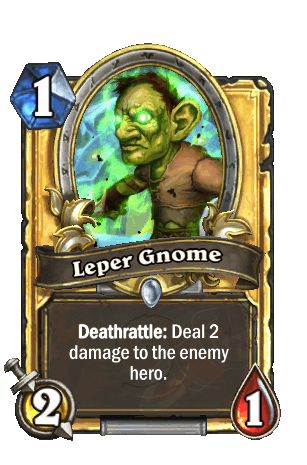 1
Leper Gnome
Deathrattle: Deal 2
damage to the enemy
hero.
2
1